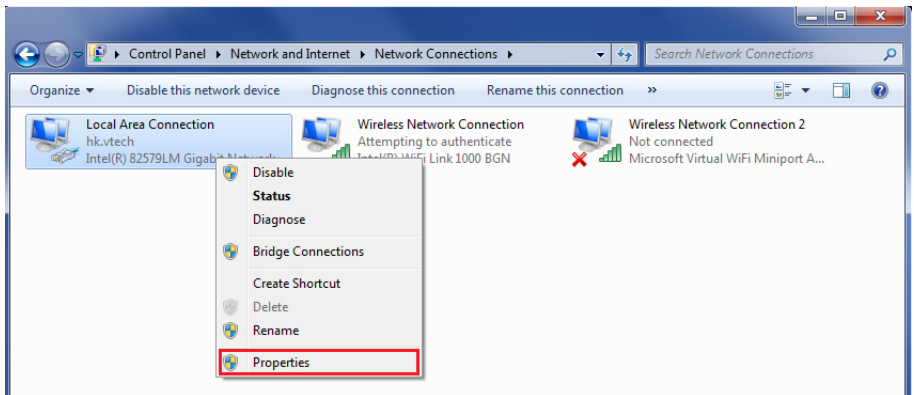 Control Panel ▸ Network and Internet ▸ Network Connections ▸
Search Network Connections
Organize Disable this network device Diagnose this connection Rename this connection »
Local Area Connection
hk.vtech
Intel(R) 82579LM Gigabit Network
Wireless Network Connection
Attempting to authenticate
Intel(R) WiFi Link 1000 BGN
Wireless Network Connection 2
Not connected
Microsoft Virtual WiFi Miniport A...
Disable
Status
Diagnose
Bridge Connections
Create Shortcut
Delete
Rename
Properties